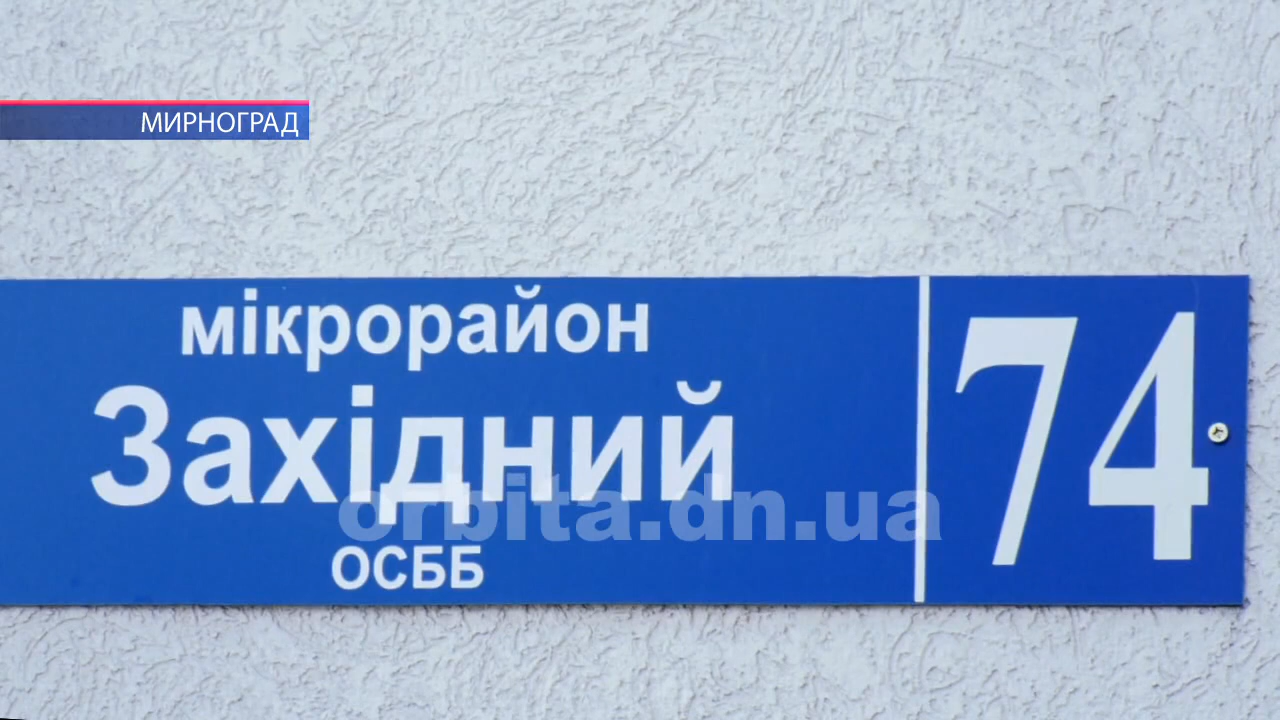 МИРНОГРАД
мікрорайон
Західний
74
orbita.dn.ua
ОСББ